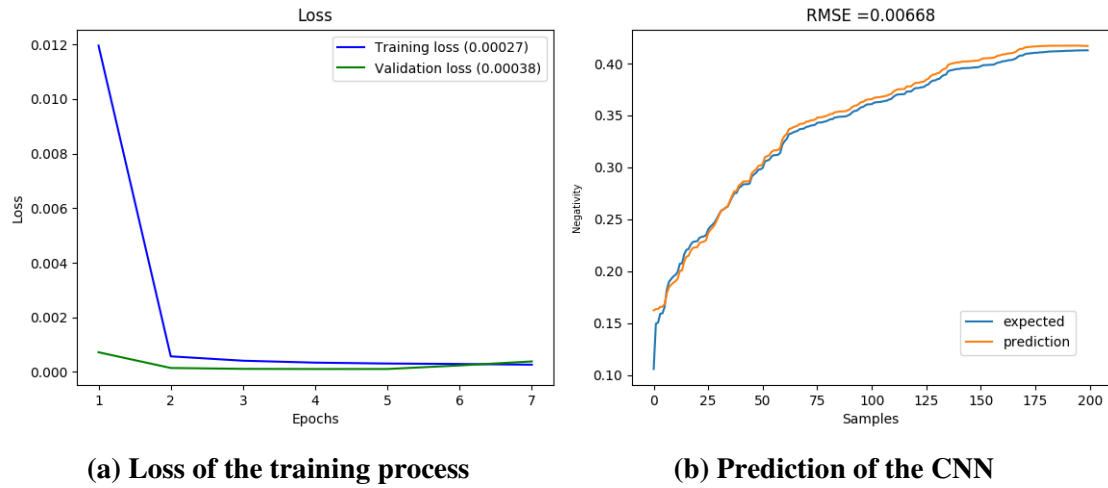 Loss
0.012
0.010
0.008
0.006
0.004
0.002
0.000
Loss
Training loss (0.00027)
Validation loss (0.00038)
1 2 3 4 5 6 7
Epochs
(a) Loss of the training process
RMSE =0.00668
0.40
0.35
0.30
0.25
0.20
0.15
0.10
Negativity
expected
prediction
0 25 50 75 100 125 150 175 200
Samples
(b) Prediction of the CNN